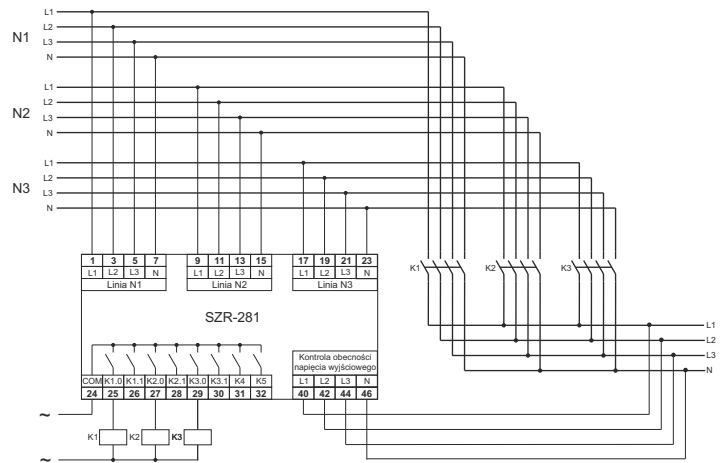 N1
L1
L2
L3
N
N2
L1
L2
L3
N
N3
L1
L2
L3
N
1 3 5 7
L1 L2 L3 N
Linia N1
9 11 13 15
L1 L2 L3 N
Linia N2
17 19 21 23
L1 L2 L3 N
Linia N3
K1 K2 K3
SZR-281
L1
L2
L3
N
Kontrola obecności
napięcia wyjściowego
L1 L2 L3 N
40 42 44 46
COM K1.0 K1.1 K2.0 K2.1 K3.0 K3.1 K4 K5
24 25 26 27 28 29 30 31 32
~
K1 K2 K3
~